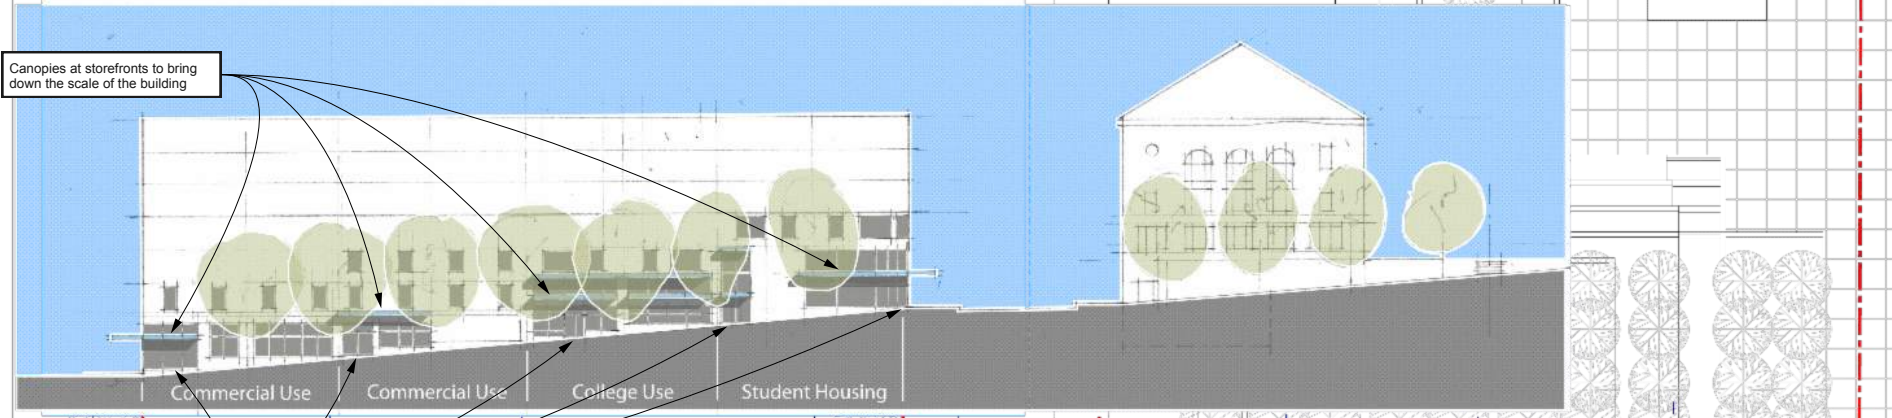 Canopies at storefronts to bring
down the scale of the building
Commercial Use
Commercial Use
College Use
Student Housing